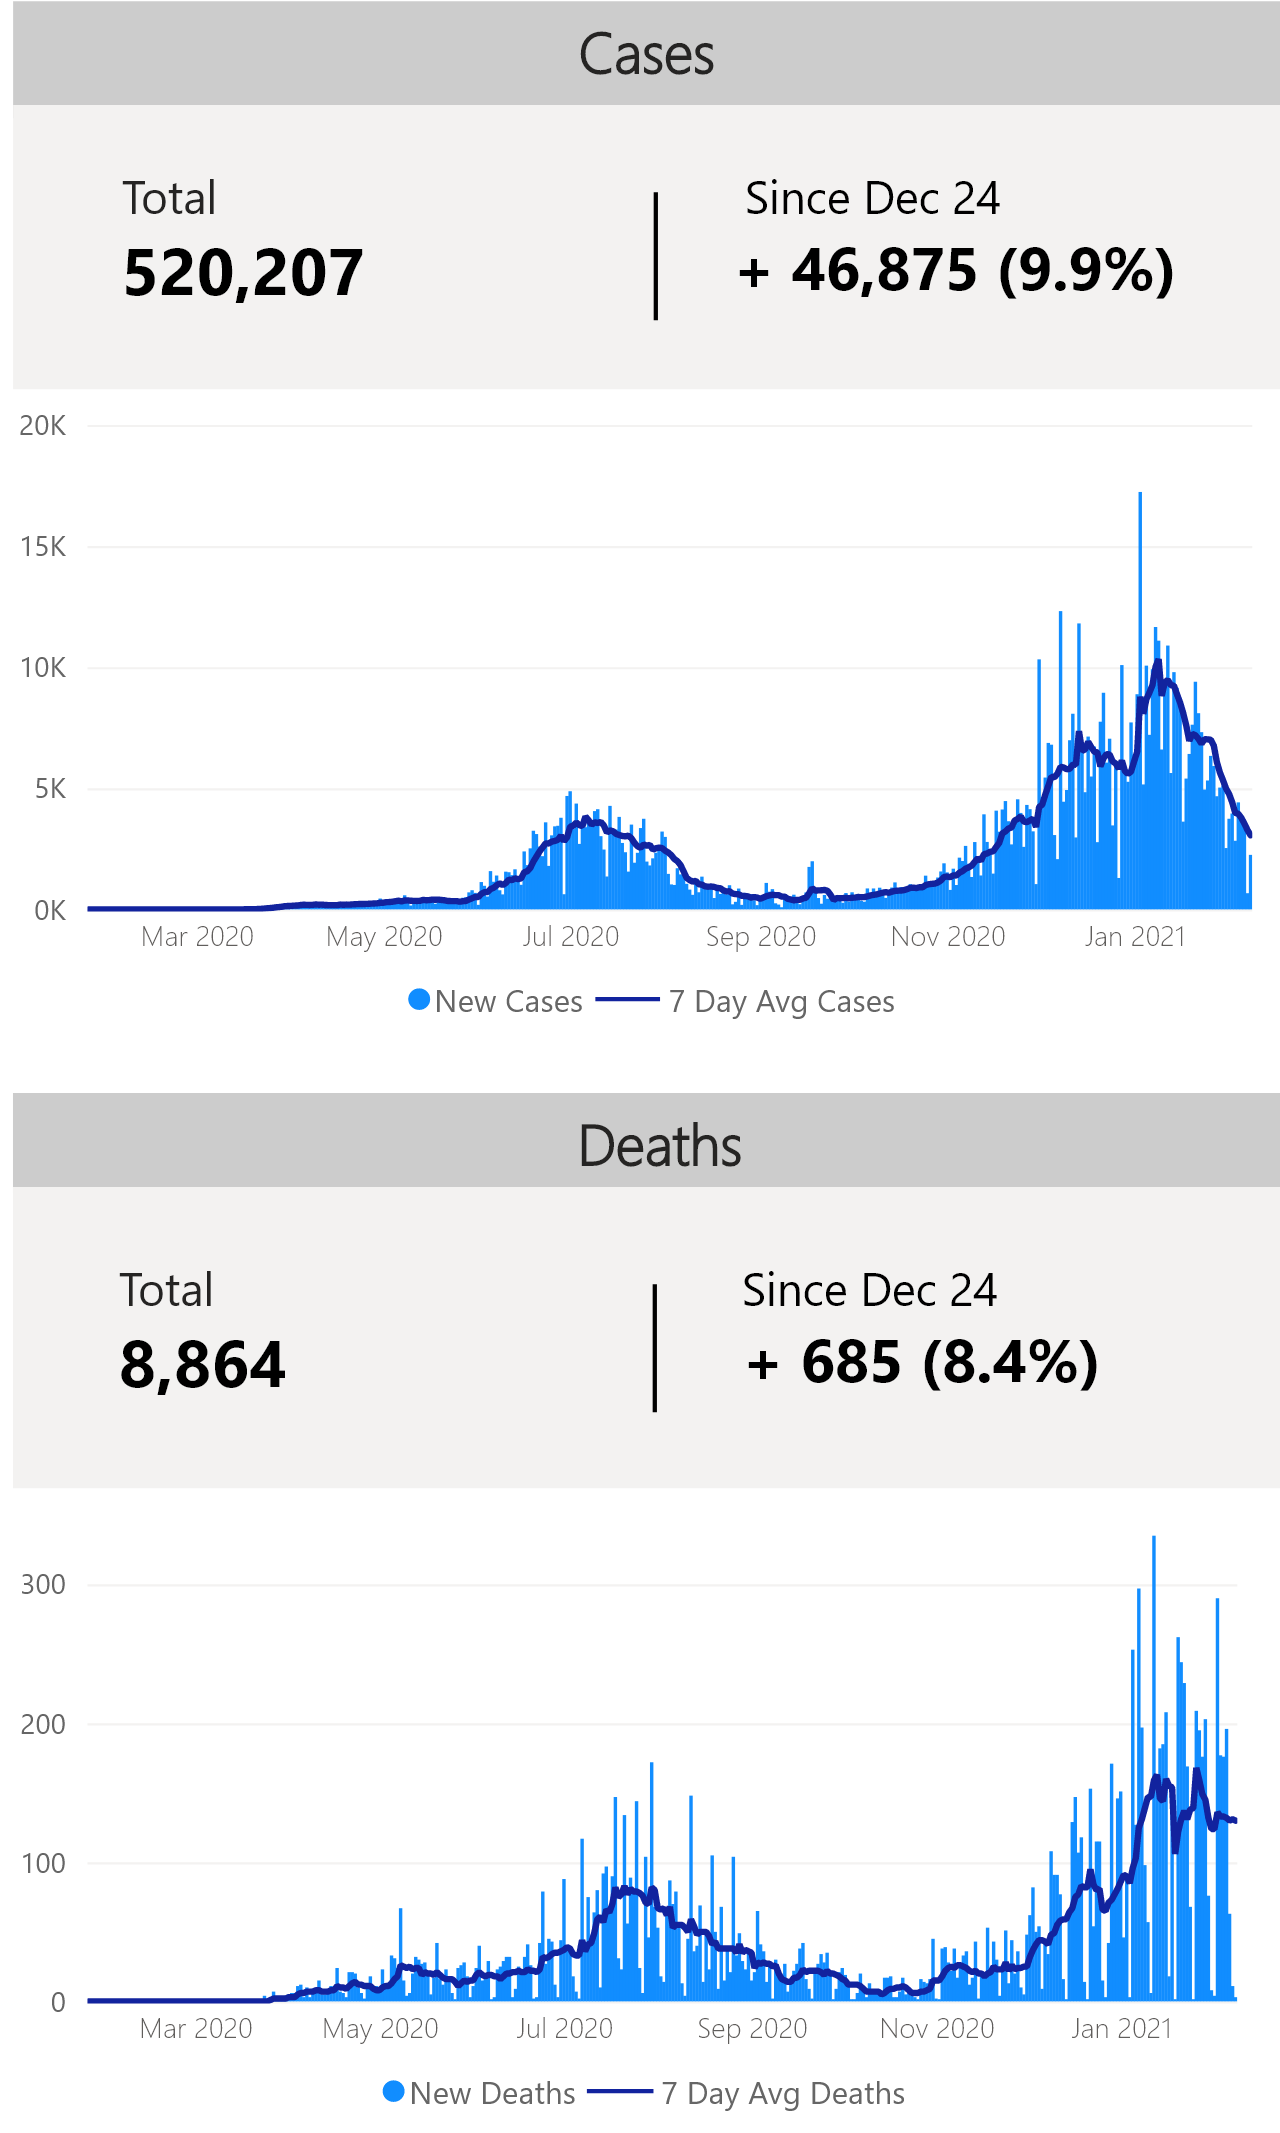 Cases
Total
Since Dec 24
520,207
+ 46,875 (9.9%)
20K
15K
10K
5K
0K
Mar 2020 May 2020 Jul 2020 Sep 2020 Nov 2020 Jan 2021
New Cases 7 Day Avg Cases
Deaths
Total
Since Dec 24
8,864
+ 685 (8.4%)
300
200
100
0
Mar 2020 May 2020 Jul 2020 Sep 2020 Nov 2020 Jan 2021
New Deaths 7 Day Avg Deaths